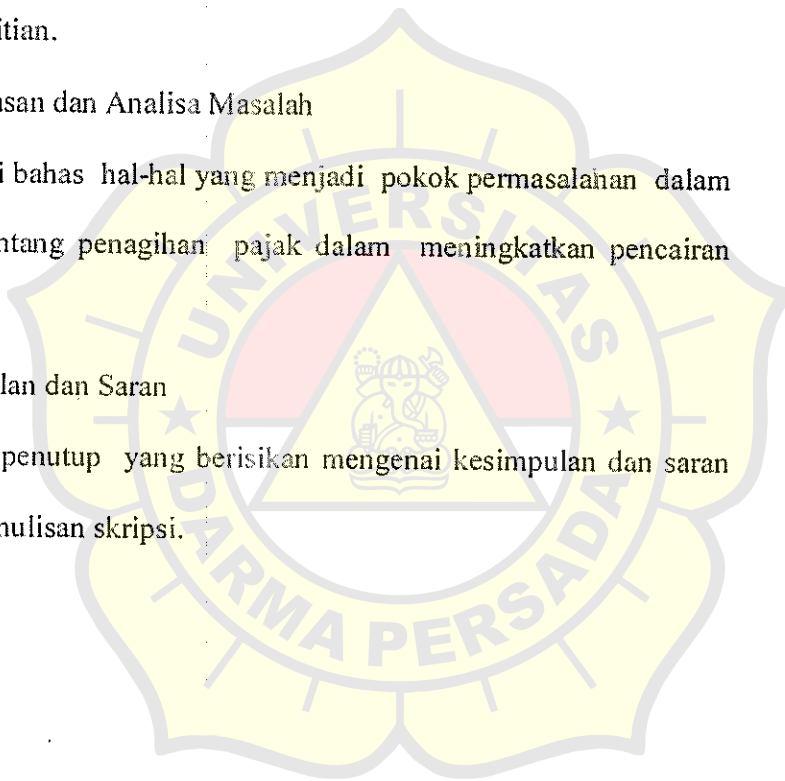 itian.
asan dan Analisa Masalah
i bahas hal-hal yang menjadi pokok permasalahan dalam
ntang penagihan pajak dalam meningkatkan pencairan
lan dan Saran
penutup yang berisikan mengenai kesimpulan dan saran
nulisan skripsi.
UNIVERSITAS
DARMA PERSADA